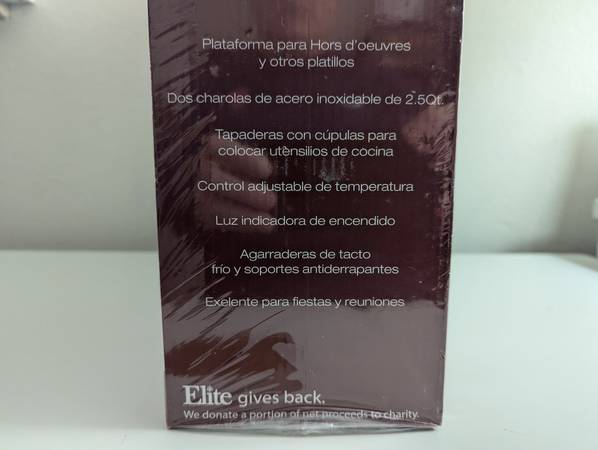 Plataforma para Hors d'oeuvres
y otros platillos
Dos charolas de acero inoxidable de 2.5Qt.
Tapaderas con cúpulas para
colocar utensilios de cocina
Control adjustable de temperatura
Luz indicadora de encendido
Agarraderas de tacto
frío y soportes antiderrapantes
Exelente para fiestas y reuniones
Elite gives back.
We donate a portion of net proceeds to charity.